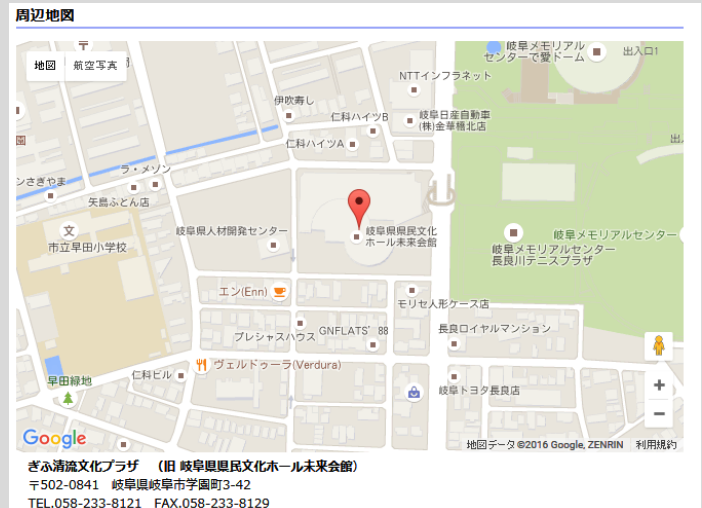 周辺地図
地図 航空写真
岐阜メモリアル
センターで愛ドーム
出入口1
NTTインフラネット
伊吹寿し
仁科ハイツB
岐阜日産自動車
(株)金華橋北店
仁科ハイツA
園
出
ラ・メゾン
ンさぎやま
矢島ふとん店
文
市立早田小学校
岐阜県人材開発センター
岐阜県県民文化
ホール未来会館
岐阜メモリアルセンター
岐阜メモリアルセンター
長良川テニスプラザ
エン(Enn)
モリセ人形ケース店
プレシャスハウス
GNFLATS゛88
長良ロイヤルマンション
ヴェルドゥーラ(Verdura)
早田緑地
仁科ビル
岐阜トヨタ長良店
+
−
Google
地図データ ©2016 Google, ZENRIN 利用規約
ぎふ清流文化プラザ (旧 岐阜県県民文化ホール未来会館)
〒502-0841 岐阜県岐阜市学園町3-42
TEL.058-233-8121 FAX.058-233-8129